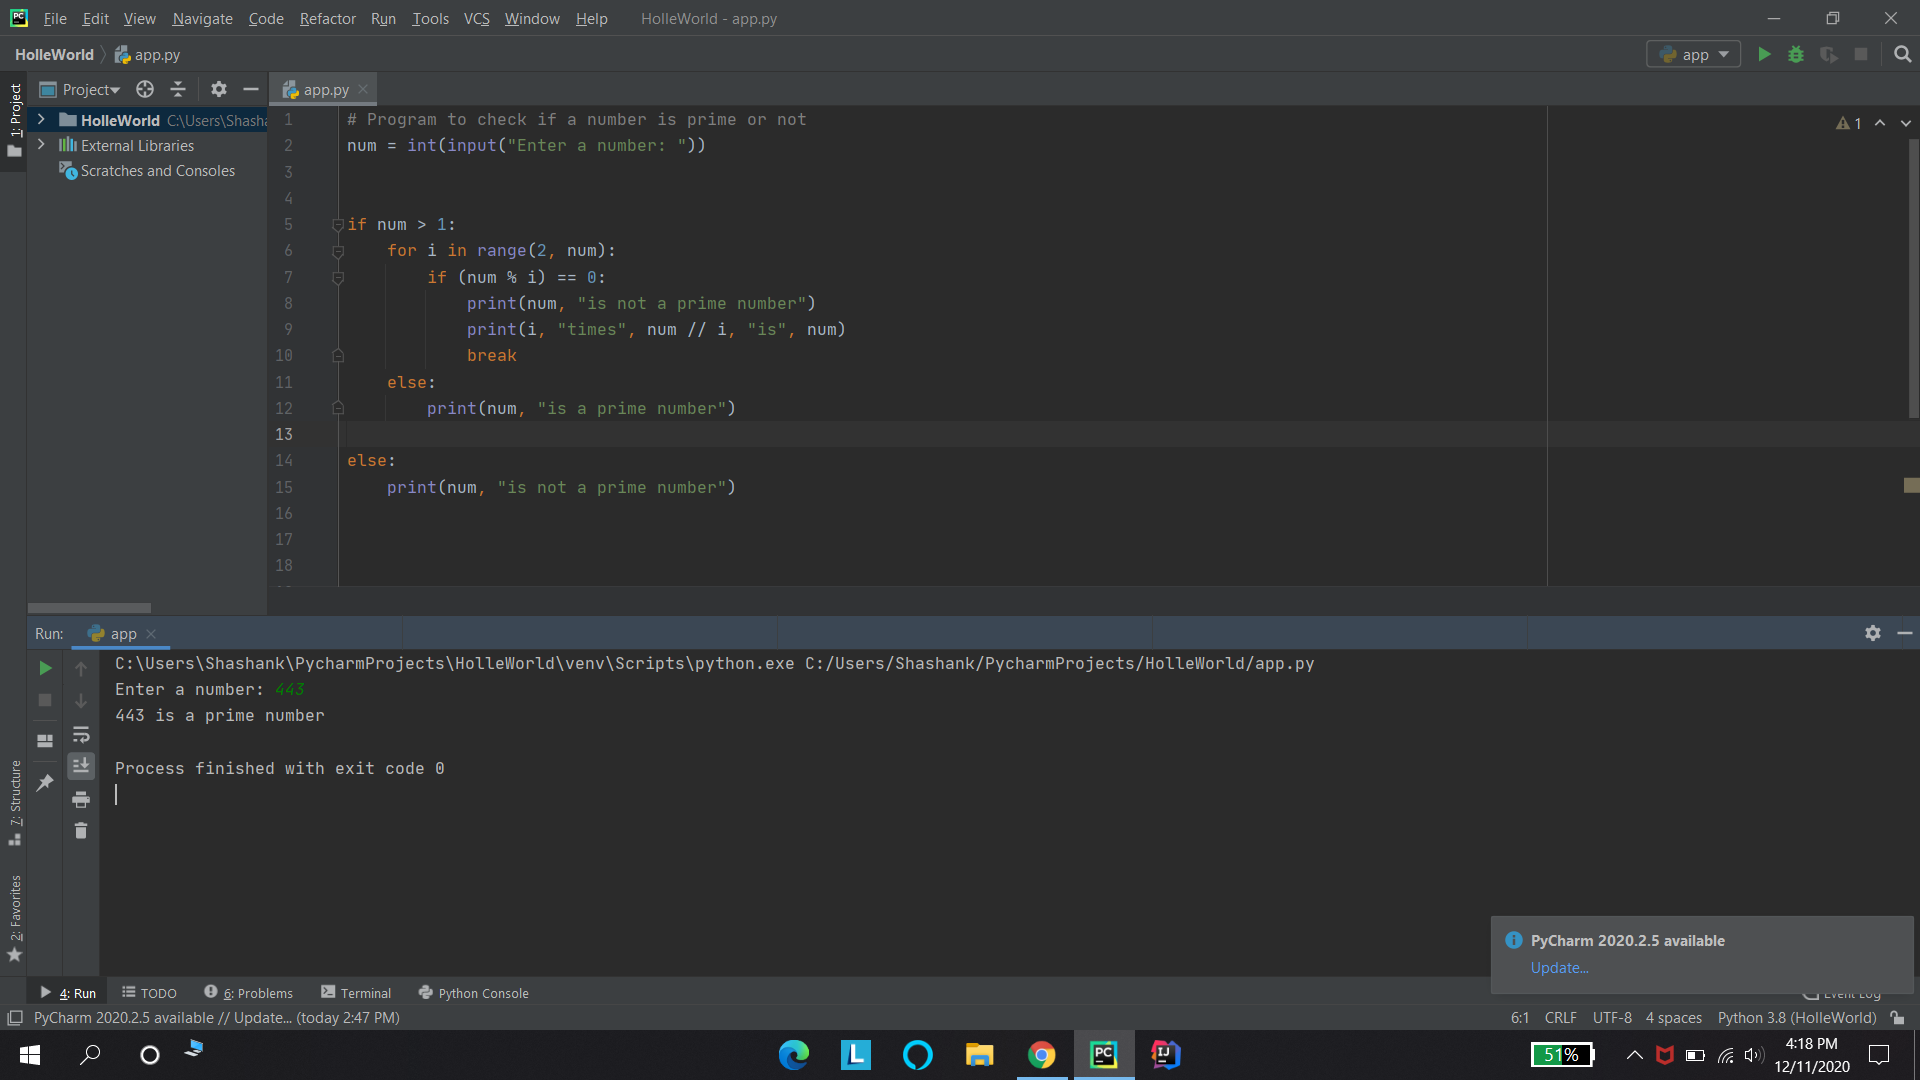 File Edit View Navigate Code Refactor Run Tools VCS Window Help HolleWorld - app.py
HolleWorld app.py app
1: Project
Project app.py
HolleWorld C:\Users\Shasha
External Libraries
Scratches and Consoles
1 # Program to check if a number is prime or not
2 num = int(input("Enter a number: "))
3
4
5 if num > 1:
6 for i in range(2, num):
7 if (num % i) == 0:
8 print(num, "is not a prime number")
9 print(i, "times", num // i, "is", num)
10 break
11 else:
12 print(num, "is a prime number")
13
14 else:
15 print(num, "is not a prime number")
16
17
18
1
Run: app
C:\Users\Shashank\PycharmProjects\HolleWorld\venv\Scripts\python.exe C:/Users/Shashank/PycharmProjects/HolleWorld/app.py
Enter a number: 443
443 is a prime number
Process finished with exit code 0
7: Structure
2: Favorites
PyCharm 2020.2.5 available
Update...
4: Run TODO 6: Problems Terminal Python Console Event Log
PyCharm 2020.2.5 available // Update... (today 2:47 PM) 6:1 CRLF UTF-8 4 spaces Python 3.8 (HolleWorld)
L PC IJ 51% 4:18 PM
12/11/2020